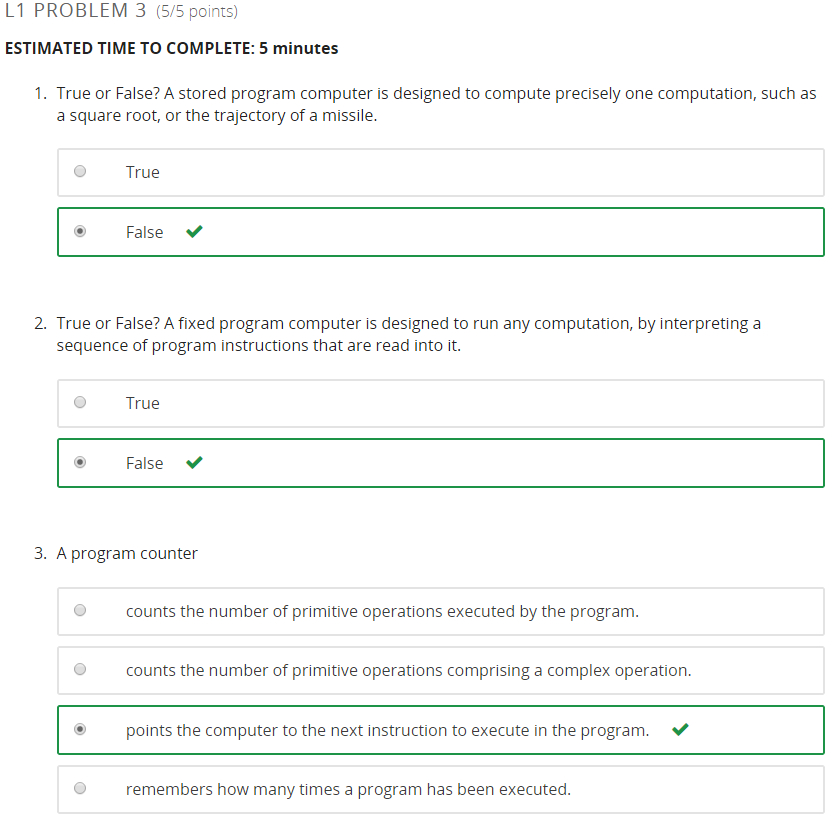 L1 PROBLEM 3 (5/5 points)
ESTIMATED TIME TO COMPLETE: 5 minutes
1. True or False? A stored program computer is designed to compute precisely one computation, such as
a square root, or the trajectory of a missile.
True
False
2. True or False? A fixed program computer is designed to run any computation, by interpreting a
sequence of program instructions that are read into it.
True
False
3. A program counter
counts the number of primitive operations executed by the program.
counts the number of primitive operations comprising a complex operation.
points the computer to the next instruction to execute in the program.
remembers how many times a program has been executed.